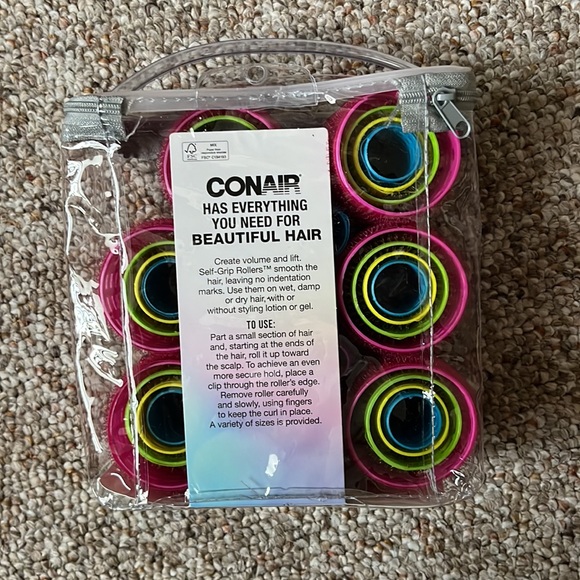 FSC
MIX
CONAIR
HAS EVERYTHING
YOU NEED FOR
BEAUTIFUL HAIR
Create volume and lift.
Self-Grip Rollers™ smooth the
hair, leaving no indentation
marks. Use them on wet, damp
or dry hair, with or
without styling lotion or gel.
TO USE:
Part a small section of hair
and, starting at the ends of
the hair, roll it up toward
the scalp. To achieve an even
more secure hold, place a
clip through the roller's edge.
Remove roller carefully
and slowly, using fingers
to keep the curl in place.
A variety of sizes is provided.